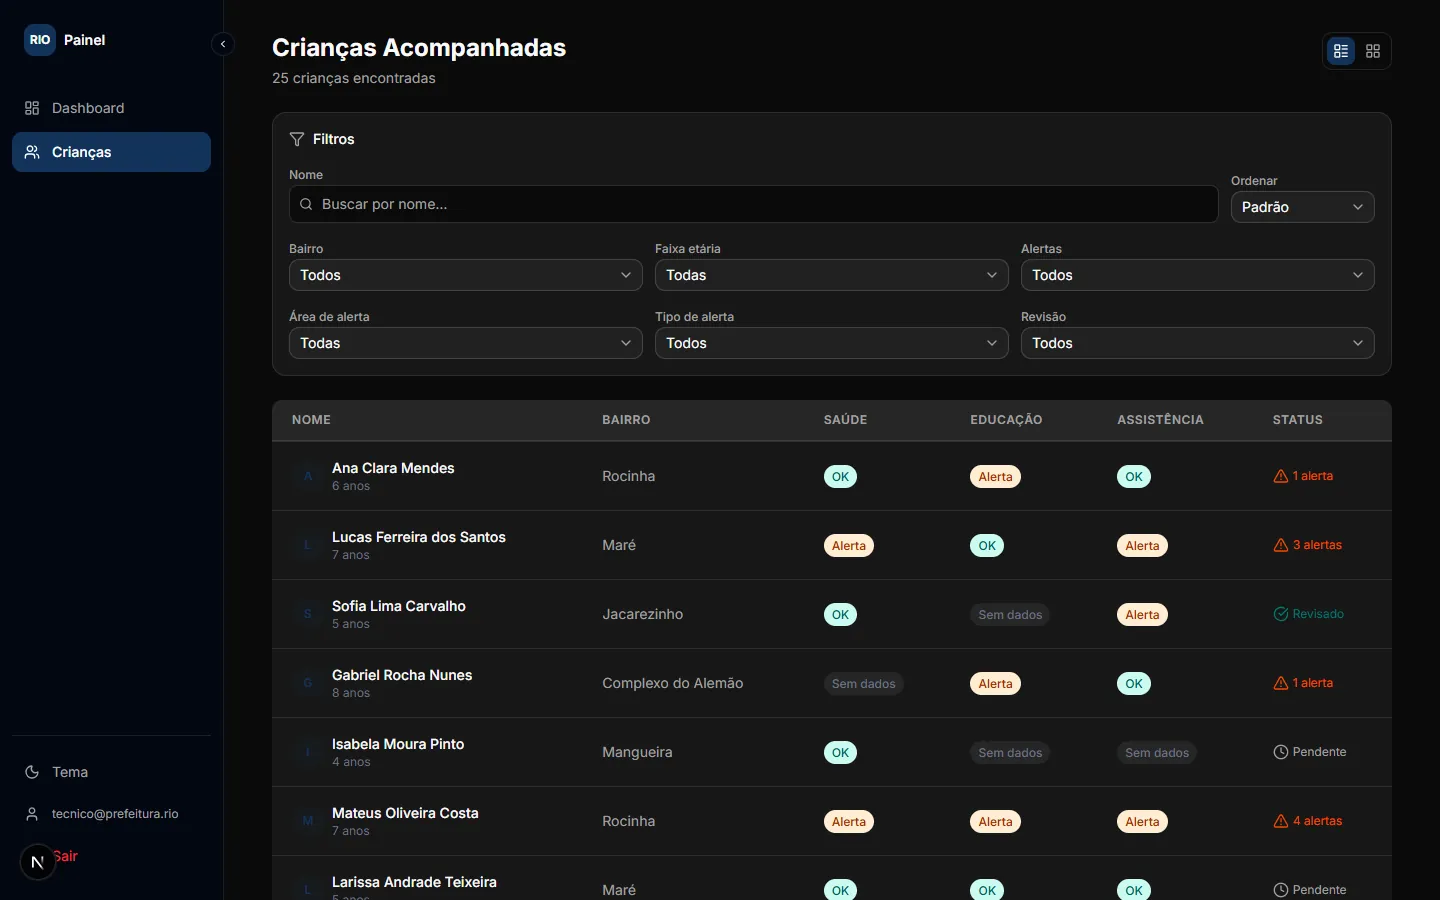 RIO Painel
Dashboard
Crianças
Tema
tecnico@prefeitura.rio
N Sair
Crianças Acompanhadas
25 crianças encontradas
Filtros
Nome
Buscar por nome...
Ordenar
Padrão
Bairro
Todos
Faixa etária
Todas
Alertas
Todos
Área de alerta
Todas
Tipo de alerta
Todos
Revisão
Todos
NOME BAIRRO SAÚDE EDUCAÇÃO ASSISTÊNCIA STATUS
A Ana Clara Mendes Rocinha OK Alerta OK 1 alerta
6 anos
L Lucas Ferreira dos Santos Maré Alerta OK Alerta 3 alertas
7 anos
S Sofia Lima Carvalho Jacarezinho OK Sem dados Alerta Revisado
5 anos
G Gabriel Rocha Nunes Complexo do Alemão Sem dados Alerta OK 1 alerta
8 anos
I Isabela Moura Pinto Mangueira OK Sem dados Sem dados Pendente
4 anos
M Mateus Oliveira Costa Rocinha Alerta Alerta Alerta 4 alertas
7 anos
L Larissa Andrade Teixeira Maré OK OK OK Pendente
5 anos